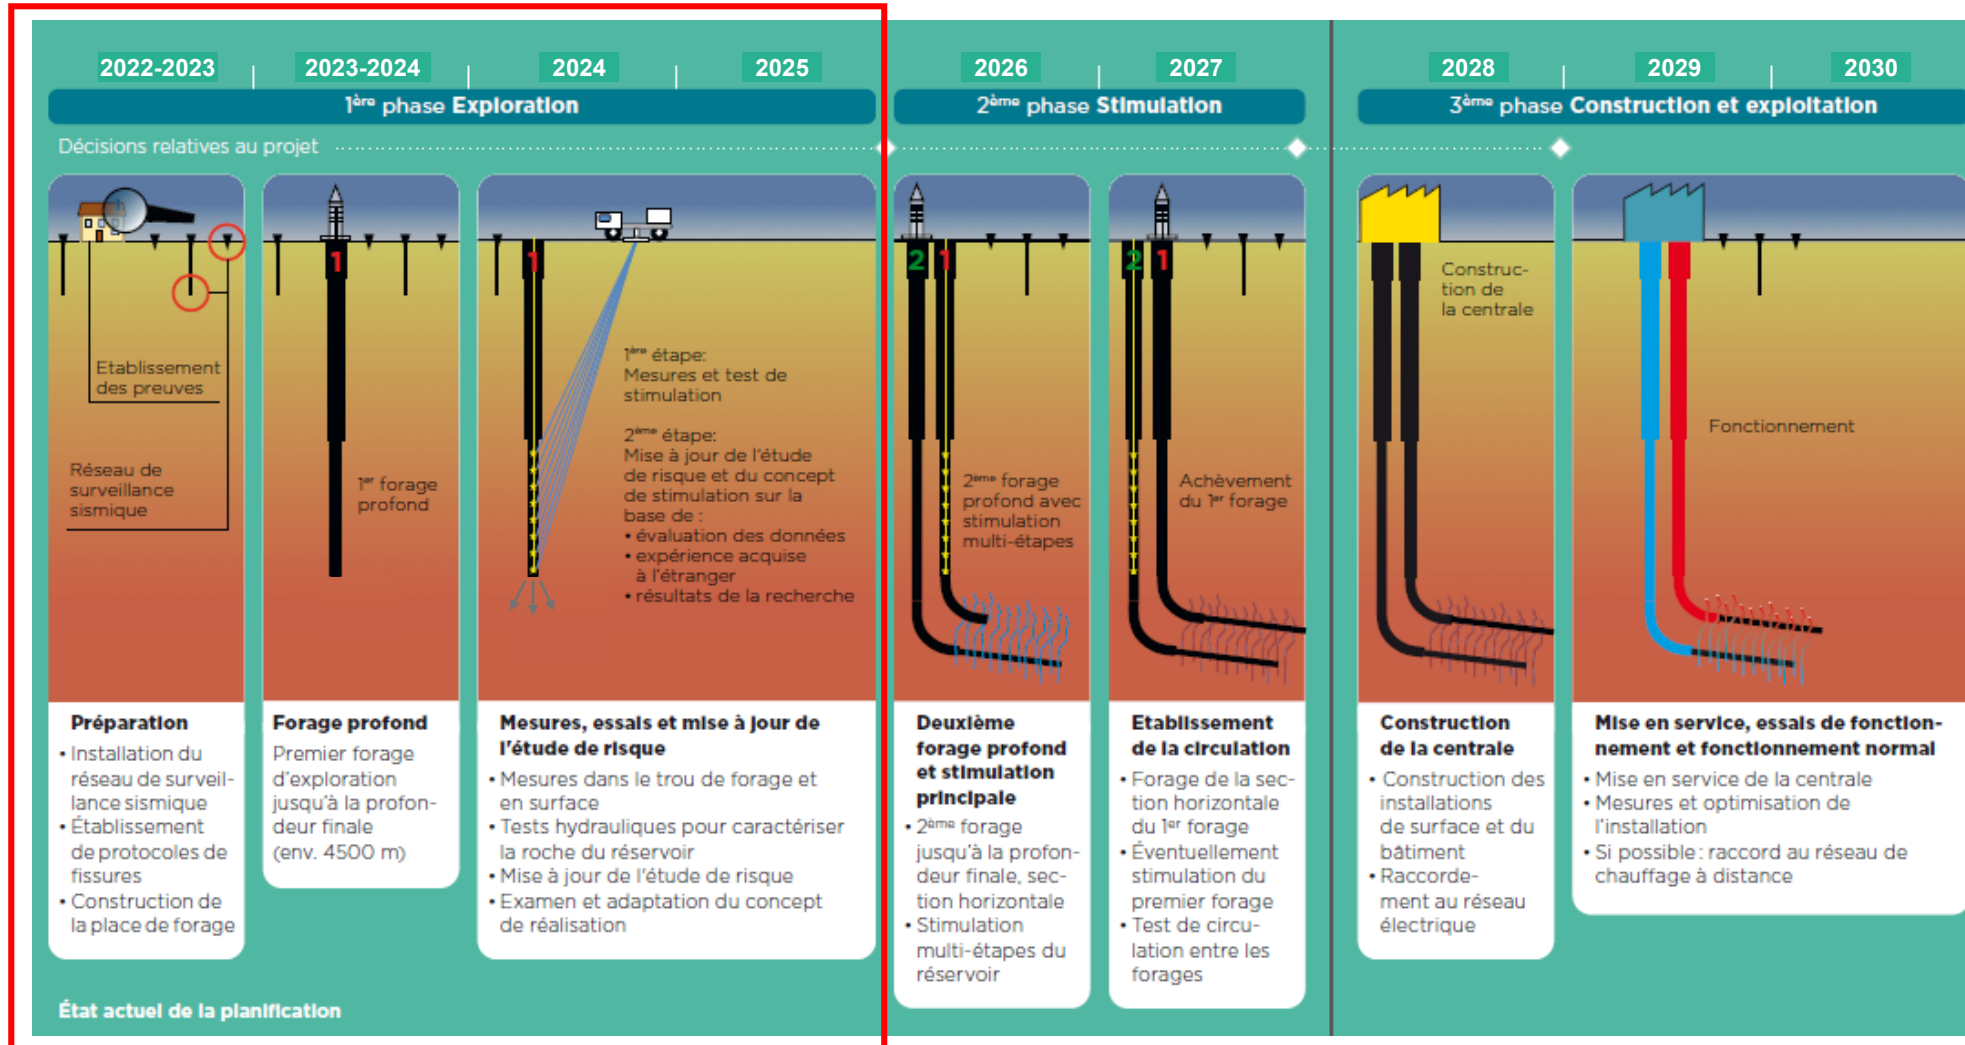 2022-2023
2023-2024
2024
2025
2026
2027
2028
2029
2030
1ère phase Exploration
2ème phase Stimulation
3ème phase Construction et exploitation
Décisions relatives au projet
Etablissement
des preuves
Réseau de
surveillance
sismique
1
1er forage
profond
1
1ère étape:
Mesures et test de
stimulation
2ème étape:
Mise à jour de l'étude
de risque et du concept
de stimulation sur la
base de :
• évaluation des données
• expérience acquise
à l'étranger
• résultats de la recherche
2 1
2ème forage
profond avec
stimulation
multi-étapes
2 1
Achèvement
du 1er forage
Construc-
tion de
la centrale
Fonctionnement
Préparation
• Installation du
réseau de surveil-
lance sismique
• Établissement
de protocoles de
fissures
• Construction de
la place de forage
Forage profond
Premier forage
d'exploration
jusqu'à la profon-
deur finale
(env. 4500 m)
Mesures, essais et mise à jour de
l'étude de risque
• Mesures dans le trou de forage et
en surface
• Tests hydrauliques pour caractériser
la roche du réservoir
• Mise à jour de l'étude de risque
• Examen et adaptation du concept
de réalisation
Deuxième
forage profond
et stimulation
principale
• 2ème forage
jusqu'à la profon-
deur finale, sec-
tion horizontale
• Stimulation
multi-étapes du
réservoir
Etablissement
de la circulation
• Forage de la sec-
tion horizontale
du 1er forage
• Éventuellement
stimulation du
premier forage
• Test de circu-
lation entre les
forages
Construction
de la centrale
• Construction des
installations
de surface et du
bâtiment
• Raccorde-
ment au réseau
électrique
Mise en service, essais de fonction-
nement et fonctionnement normal
• Mise en service de la centrale
• Mesures et optimisation de
l'installation
• Si possible : raccord au réseau de
chauffage à distance
État actuel de la planification